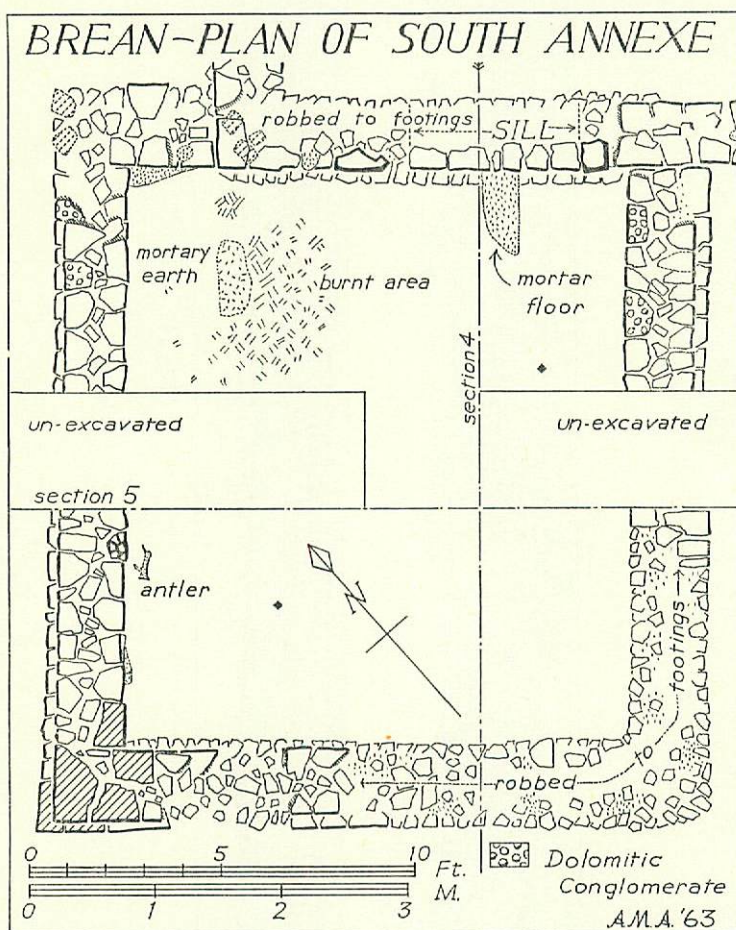 BREAN-PLAN OF SOUTH ANNEXE
robbed to footings
SILL
mortary
earth
burnt area
mortar
floor
section 4
un-excavated
un-excavated
section 5
antler
N
footings
to
robbed
0 5 10 Ft.
M.
0 1 2 3
Dolomitic
Conglomerate
A.M.A.'63